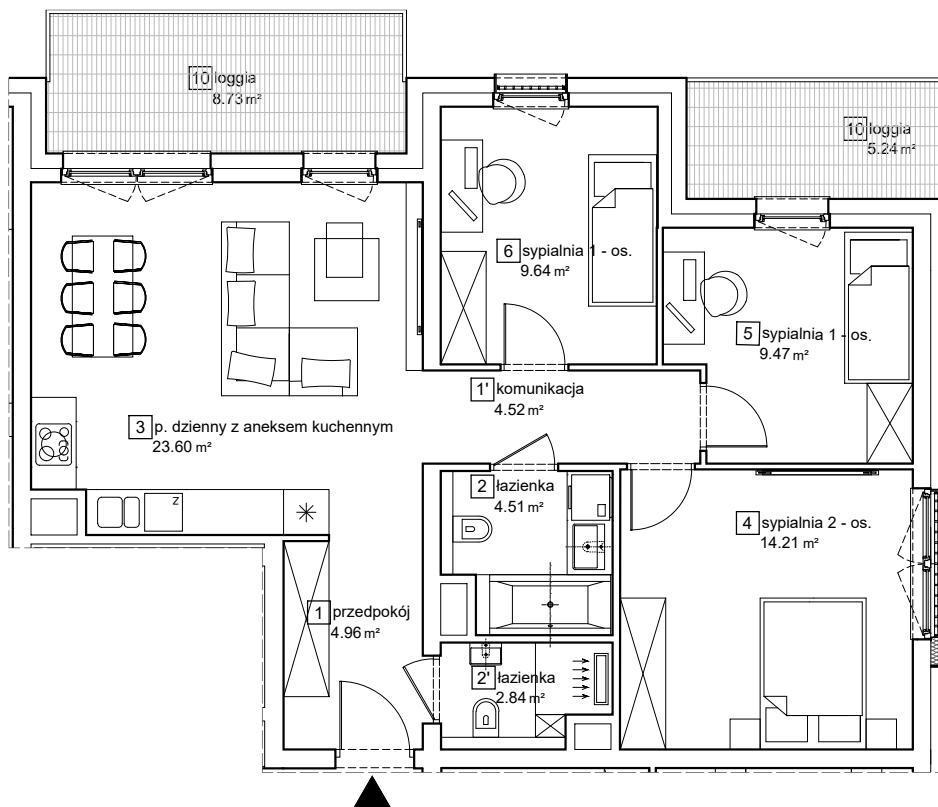 10 loggia
8.73 m²
10 loggia
5.24 m²
6 sypialnia 1 - os.
9.64 m²
5 sypialnia 1 - os.
9.47 m²
1' komunikacja
4.52 m²
3 p. dzienny z aneksem kuchennym
23.60 m²
2 łazienka
4.51 m²
z
4 sypialnia 2 - os.
14.21 m²
1 przedpokój
4.96 m²
2' łazienka
2.84 m²